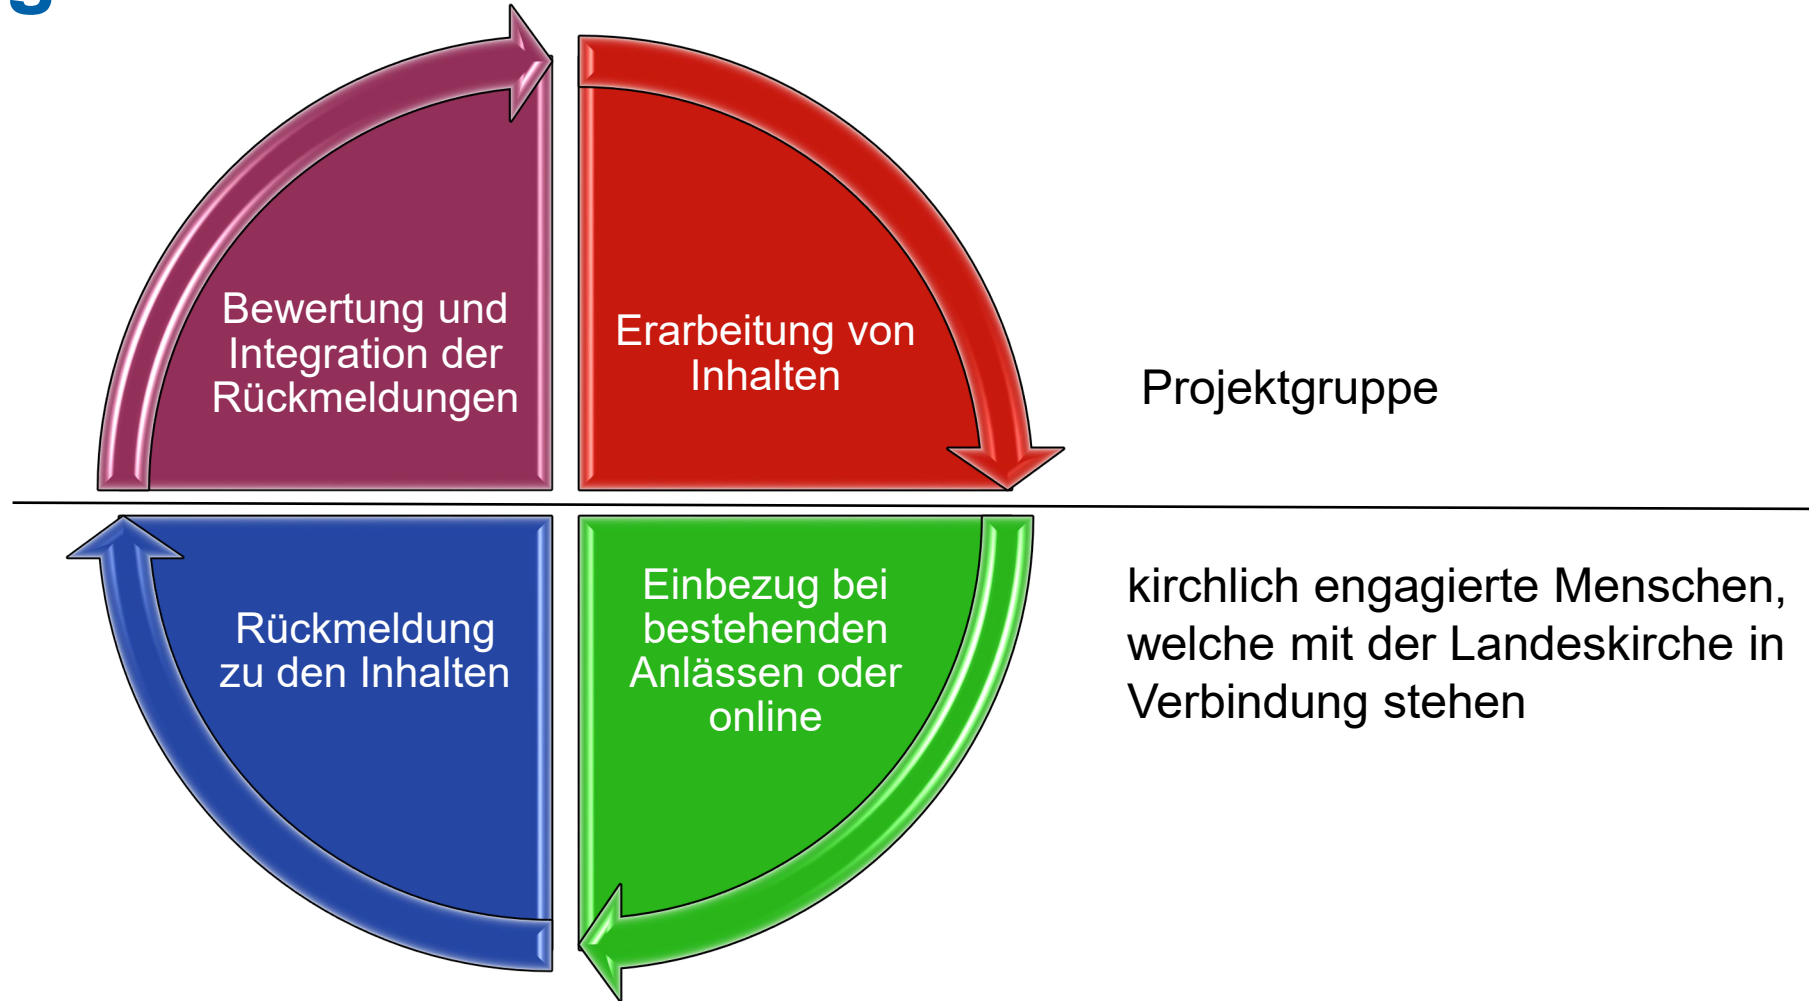 g
Bewertung und
Integration der
Rückmeldungen
Erarbeitung von
Inhalten
Projektgruppe
Rückmeldung
zu den Inhalten
Einbezug bei
bestehenden
Anlässen oder
online
kirchlich engagierte Menschen,
welche mit der Landeskirche in
Verbindung stehen